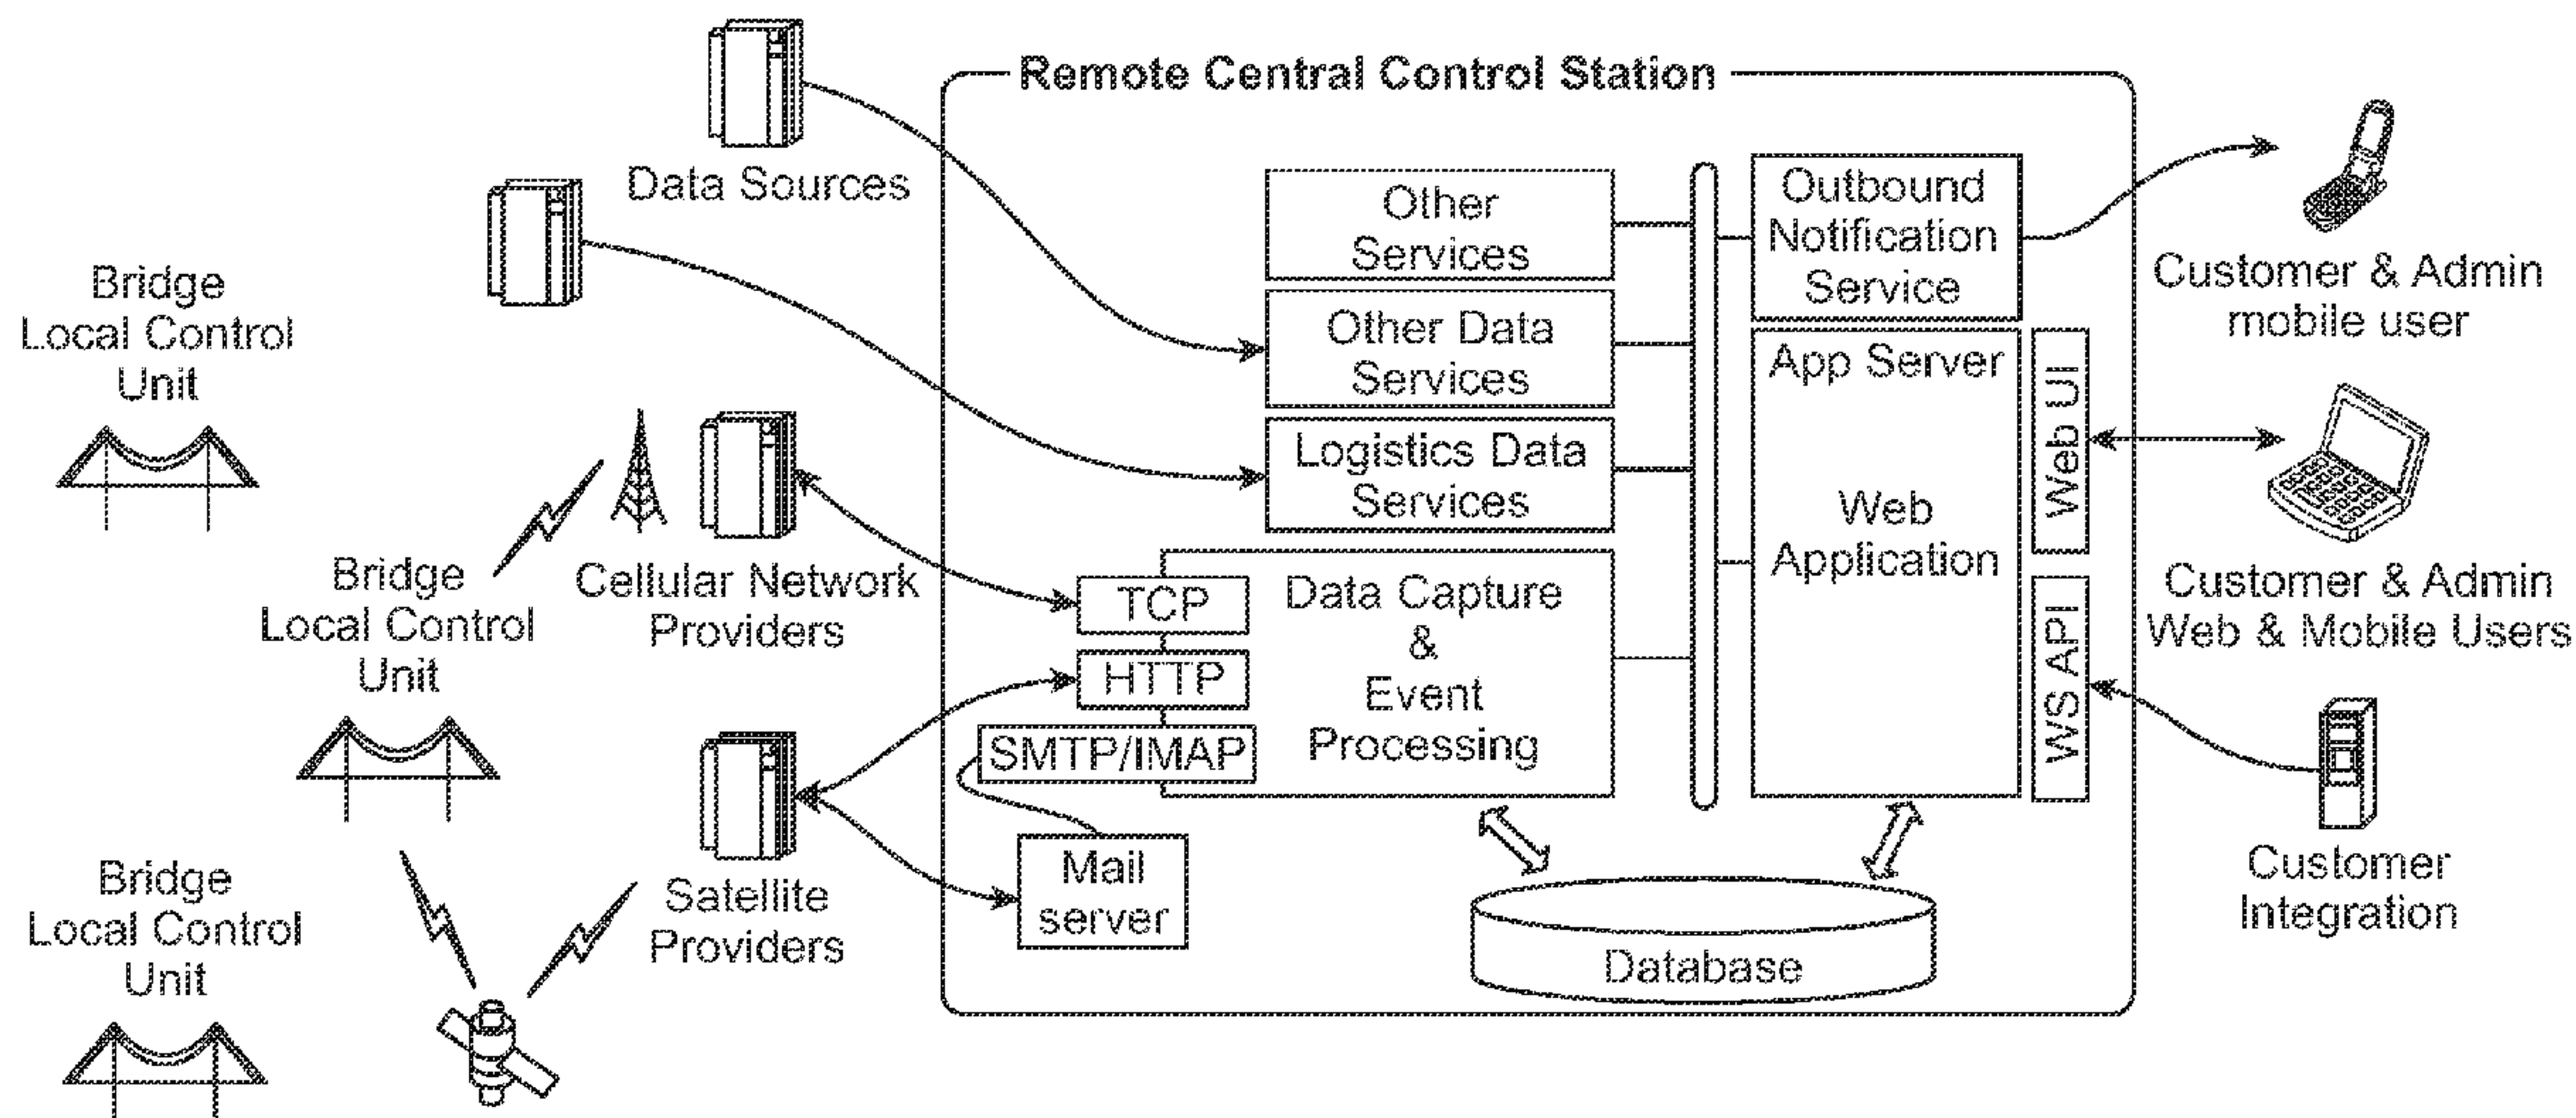 Remote Central Control Station
Data Sources
Bridge
Local Control
Unit
Bridge
Local Control
Unit
Bridge
Local Control
Unit
Cellular Network
Providers
Satellite
Providers
Other
Services
Other Data
Services
Logistics Data
Services
TCP
HTTP
SMTP/IMAP
Data Capture
&
Event
Processing
Mail
server
Database
Outbound
Notification
Service
App Server
Web
Application
Web UI
WS API
Customer & Admin
mobile user
Customer & Admin
Web & Mobile Users
Customer
Integration